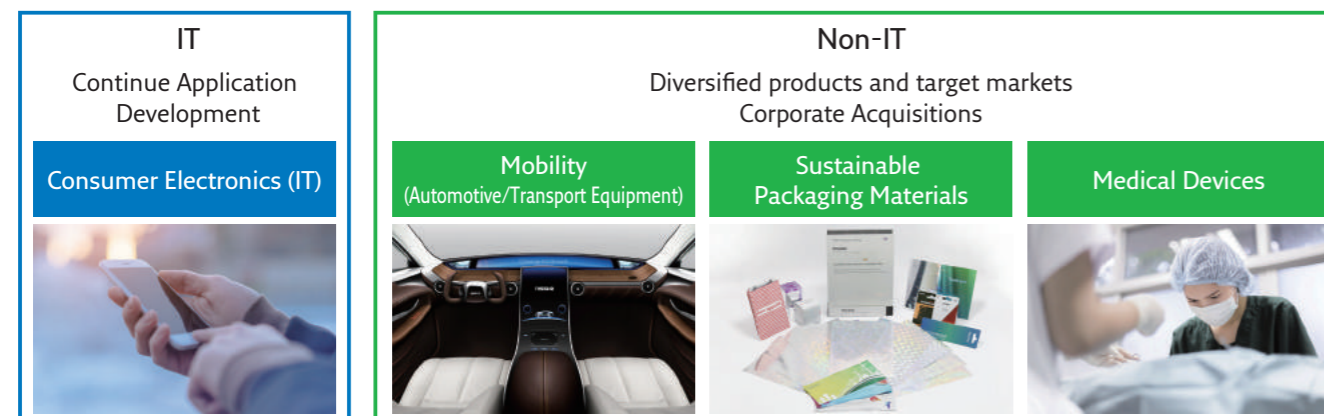 IT
Continue Application
Development
Consumer Electronics (IT)
Non-IT
Diversified products and target markets
Corporate Acquisitions
Mobility
(Automotive/Transport Equipment)
Sustainable
Packaging Materials
Medical Devices